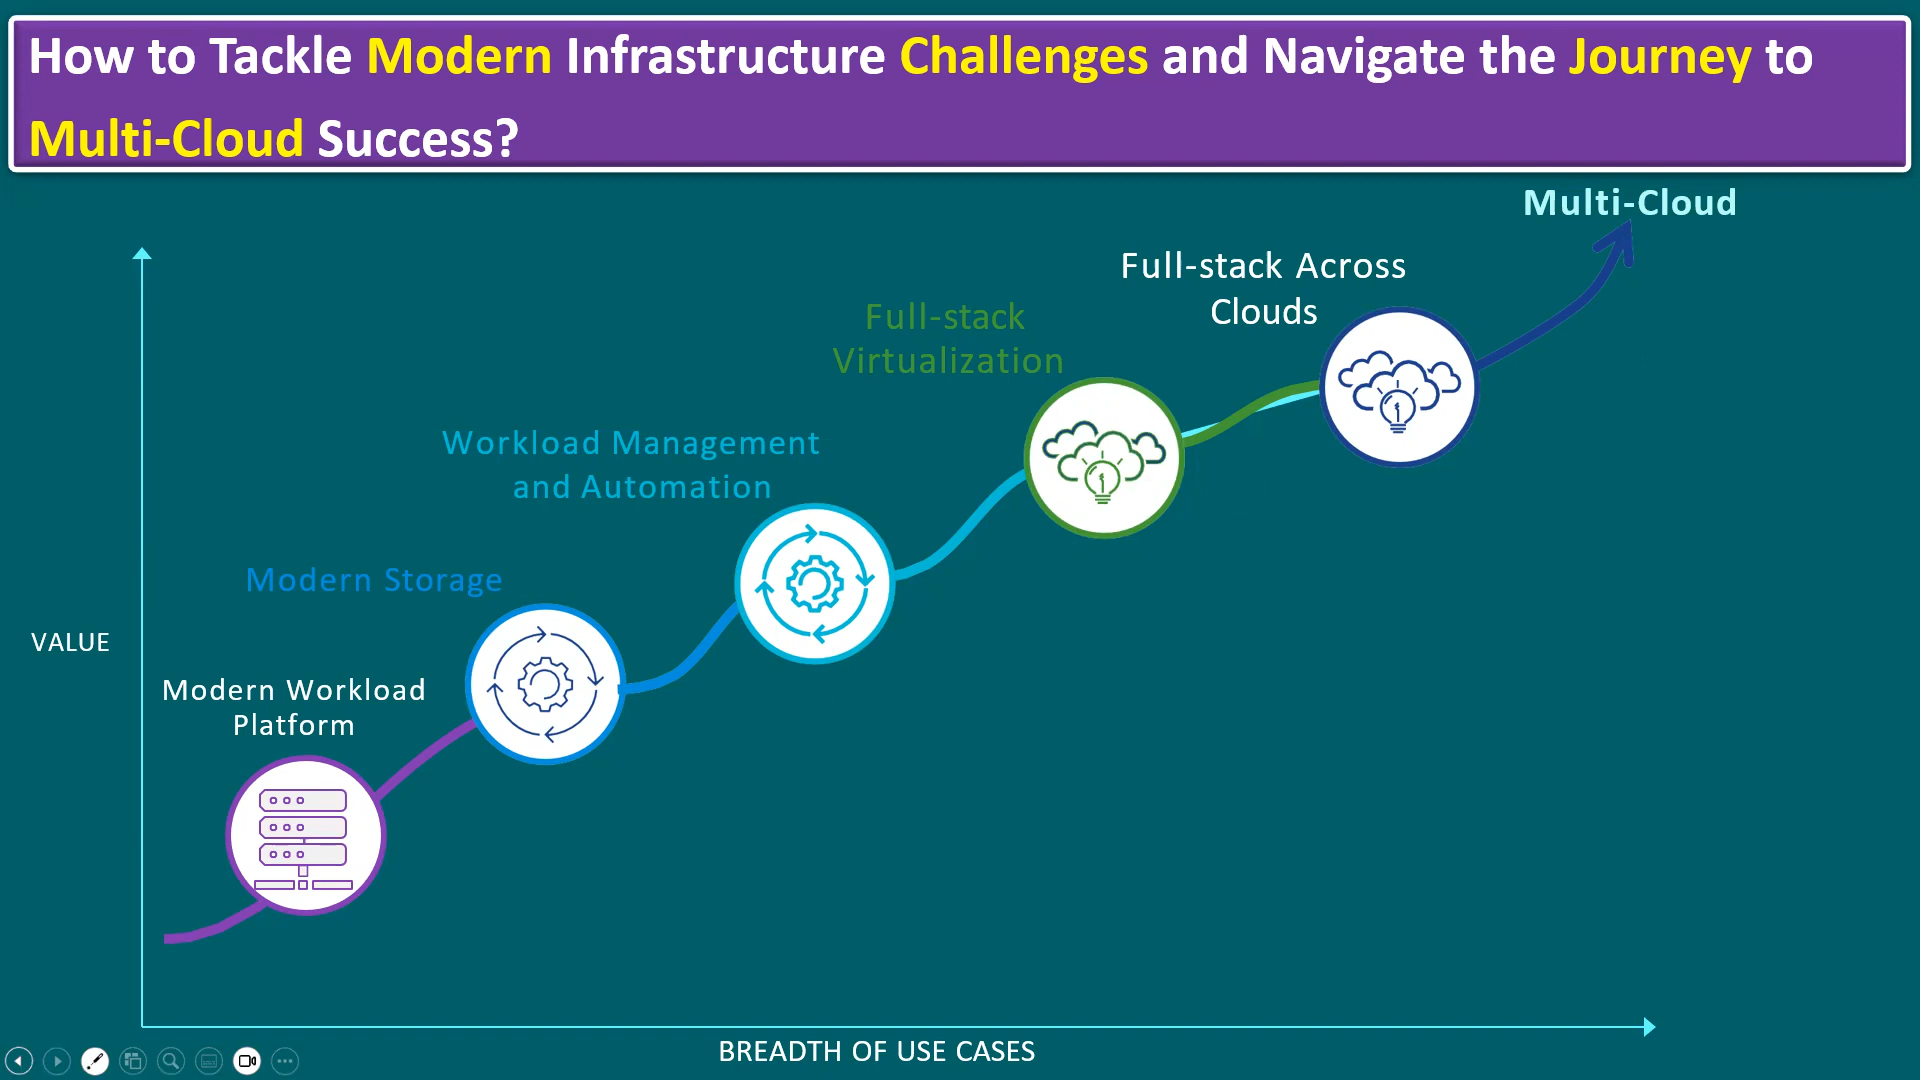 How to Tackle Modern Infrastructure Challenges and Navigate the Journey to
Multi-Cloud Success?
Multi-Cloud
Full-stack Across
Clouds
Full-stack
Virtualization
Workload Management
and Automation
Modern Storage
VALUE
Modern Workload
Platform
BREADTH OF USE CASES